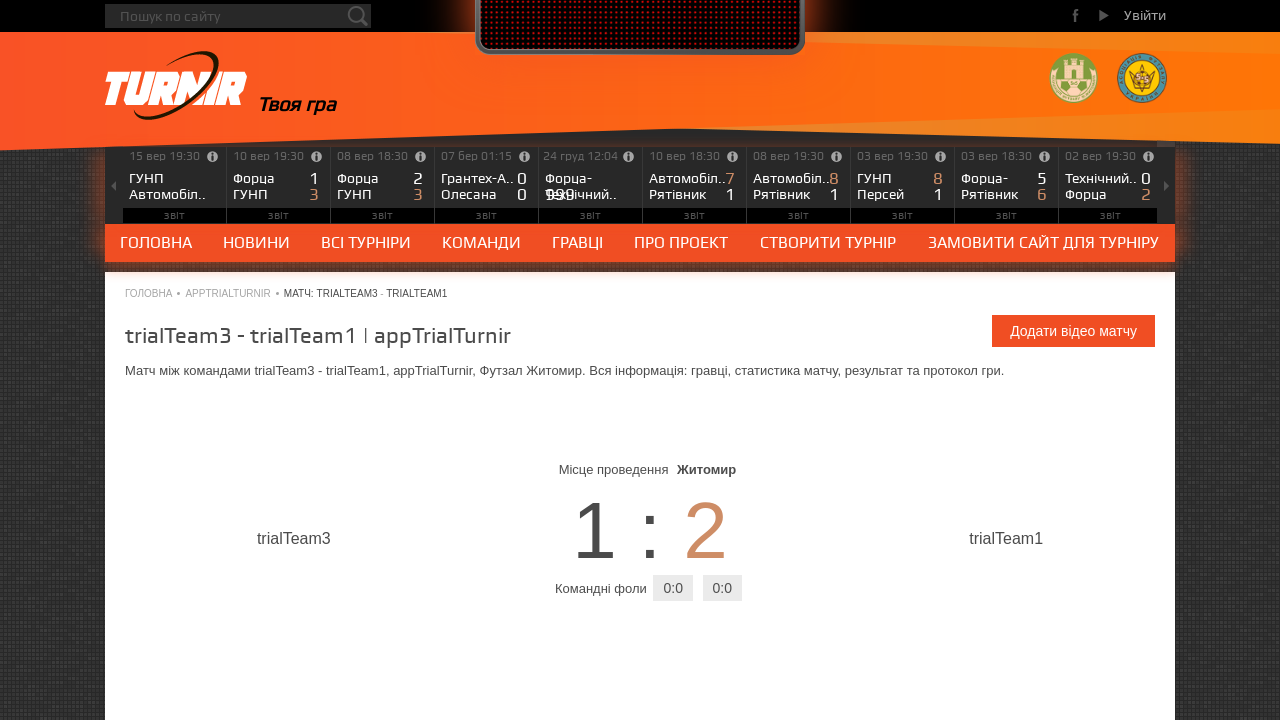 Пошук по сайту
Увійти
TURNIR
Твоя гра
15 вер 19:30
ГУНП
Автомобіл..
звіт
10 вер 19:30
Форца 1
ГУНП 3
звіт
08 вер 18:30
Форца 2
ГУНП 3
звіт
07 бер 01:15
Грантех-А.. 0
Олесана 0
звіт
24 груд 12:04
Форца-
999
Технічний..
звіт
10 вер 18:30
Автомобіл.. 7
Рятівник 1
звіт
08 вер 19:30
Автомобіл.. 8
Рятівник 1
звіт
03 вер 19:30
ГУНП 8
Персей 1
звіт
03 вер 18:30
Форца- 5
Рятівник 6
звіт
02 вер 19:30
Технічний.. 0
Форца 2
звіт
ГОЛОВНА НОВИНИ ВСІ ТУРНІРИ КОМАНДИ ГРАВЦІ ПРО ПРОЕКТ СТВОРИТИ ТУРНІР ЗАМОВИТИ САЙТ ДЛЯ ТУРНІРУ
ГОЛОВНА • APPTRIALTURNIR • МАТЧ: TRIALTEAM3 - TRIALTEAM1
trialTeam3 - trialTeam1 | appTrialTurnir
Додати відео матчу
Матч між командами trialTeam3 - trialTeam1, appTrialTurnir, Футзал Житомир. Вся інформація: гравці, статистика матчу, результат та протокол гри.
Місце проведення Житомир
trialTeam3 1 : 2 trialTeam1
Командні фоли 0:0 0:0